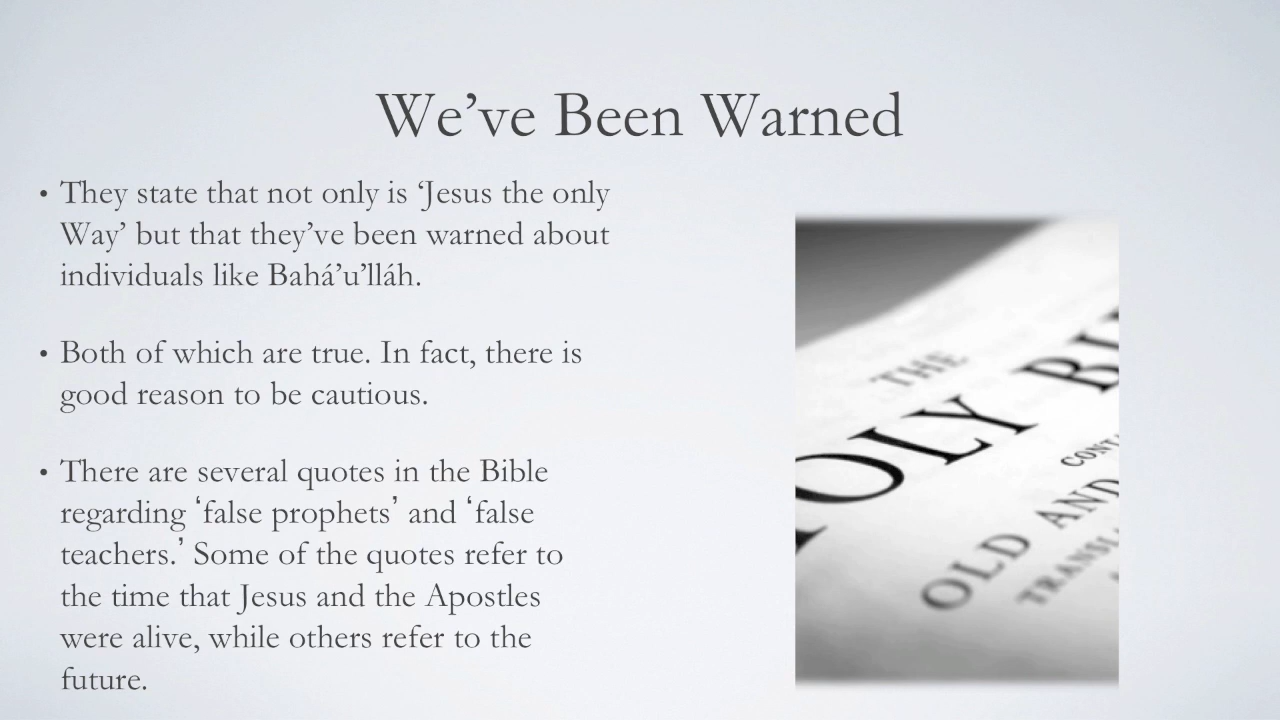 We’ve Been Warned
• They state that not only is ‘Jesus the only
Way’ but that they’ve been warned about
individuals like Bahá’u’lláh.
• Both of which are true. In fact, there is
good reason to be cautious.
• There are several quotes in the Bible
regarding ‘false prophets’ and ‘false
teachers.’ Some of the quotes refer to
the time that Jesus and the Apostles
were alive, while others refer to the
future.
THE
OLY BI
CONT
OLD AND
TRANSL